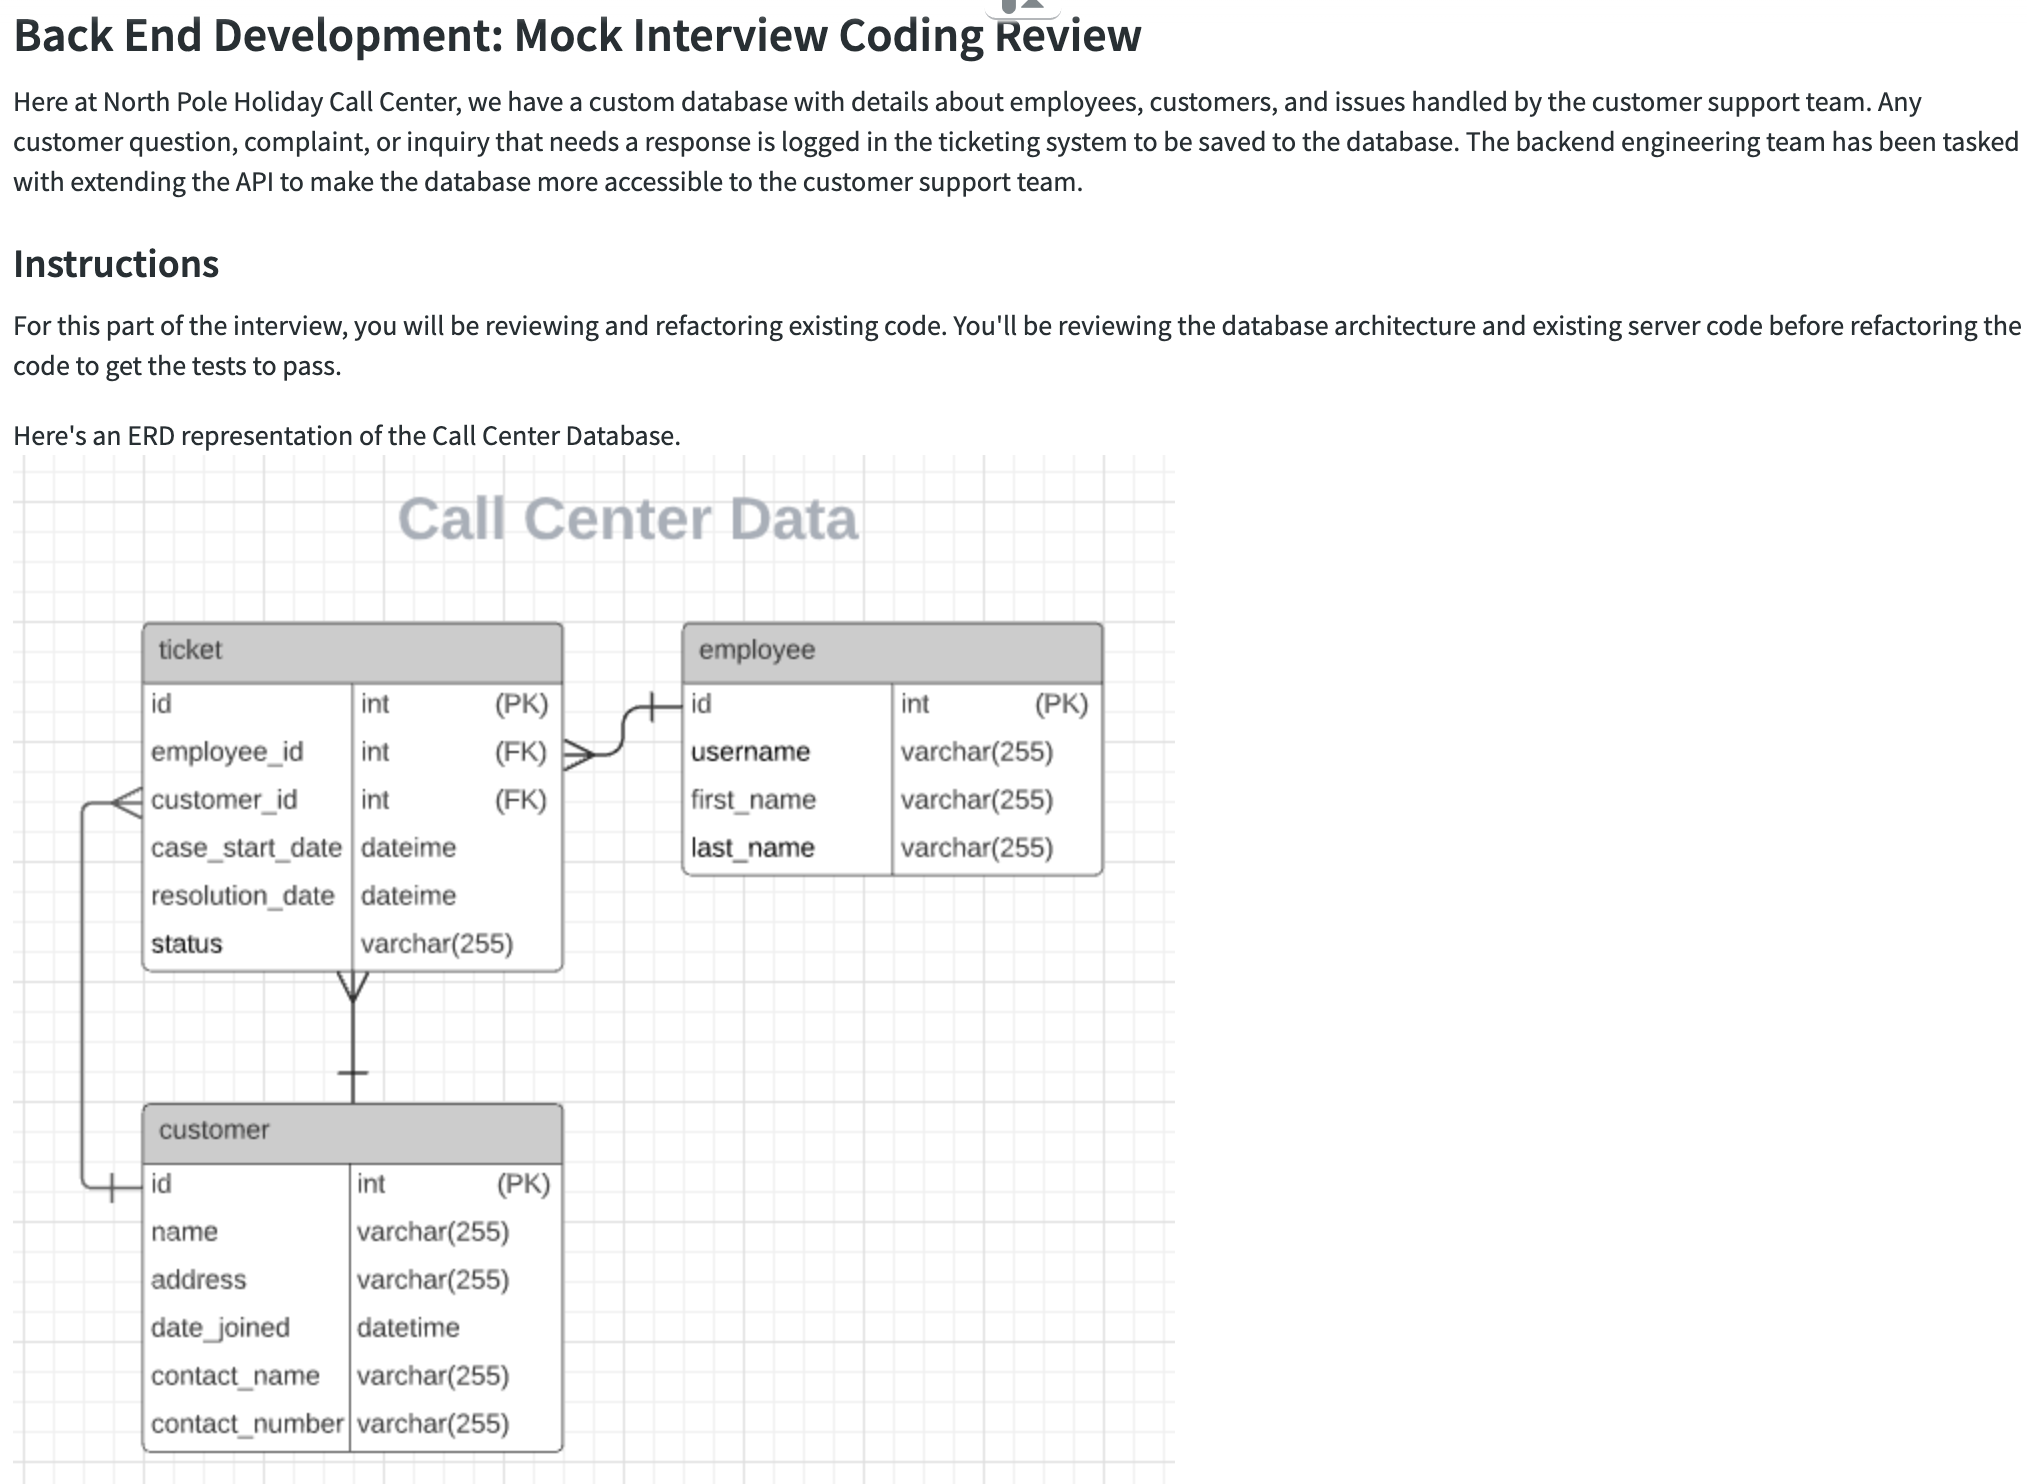 Back End Development: Mock Interview Coding Review
Here at North Pole Holiday Call Center, we have a custom database with details about employees, customers, and issues handled by the customer support team. Any
customer question, complaint, or inquiry that needs a response is logged in the ticketing system to be saved to the database. The backend engineering team has been tasked
with extending the API to make the database more accessible to the customer support team.
Instructions
For this part of the interview, you will be reviewing and refactoring existing code. You'll be reviewing the database architecture and existing server code before refactoring the
code to get the tests to pass.
Here's an ERD representation of the Call Center Database.
Call Center Data
ticket
id int (PK)
employee_id int (FK)
customer_id int (FK)
case_start_date dateime
resolution_date dateime
status varchar(255)
employee
id int (PK)
username varchar(255)
first_name varchar(255)
last_name varchar(255)
customer
id int (PK)
name varchar(255)
address varchar(255)
date_joined datetime
contact_name varchar(255)
contact_number varchar(255)